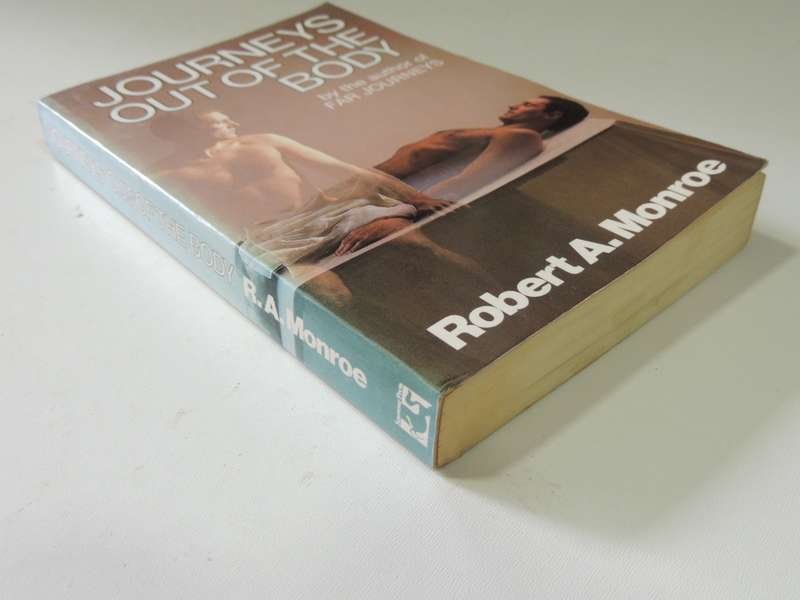 JOURNEYS
OUT OF THE
BODY
by the author of
FAR JOURNEYS
Robert A. Monroe
JOURNEYS OUT OF THE BODY
R. A. Monroe